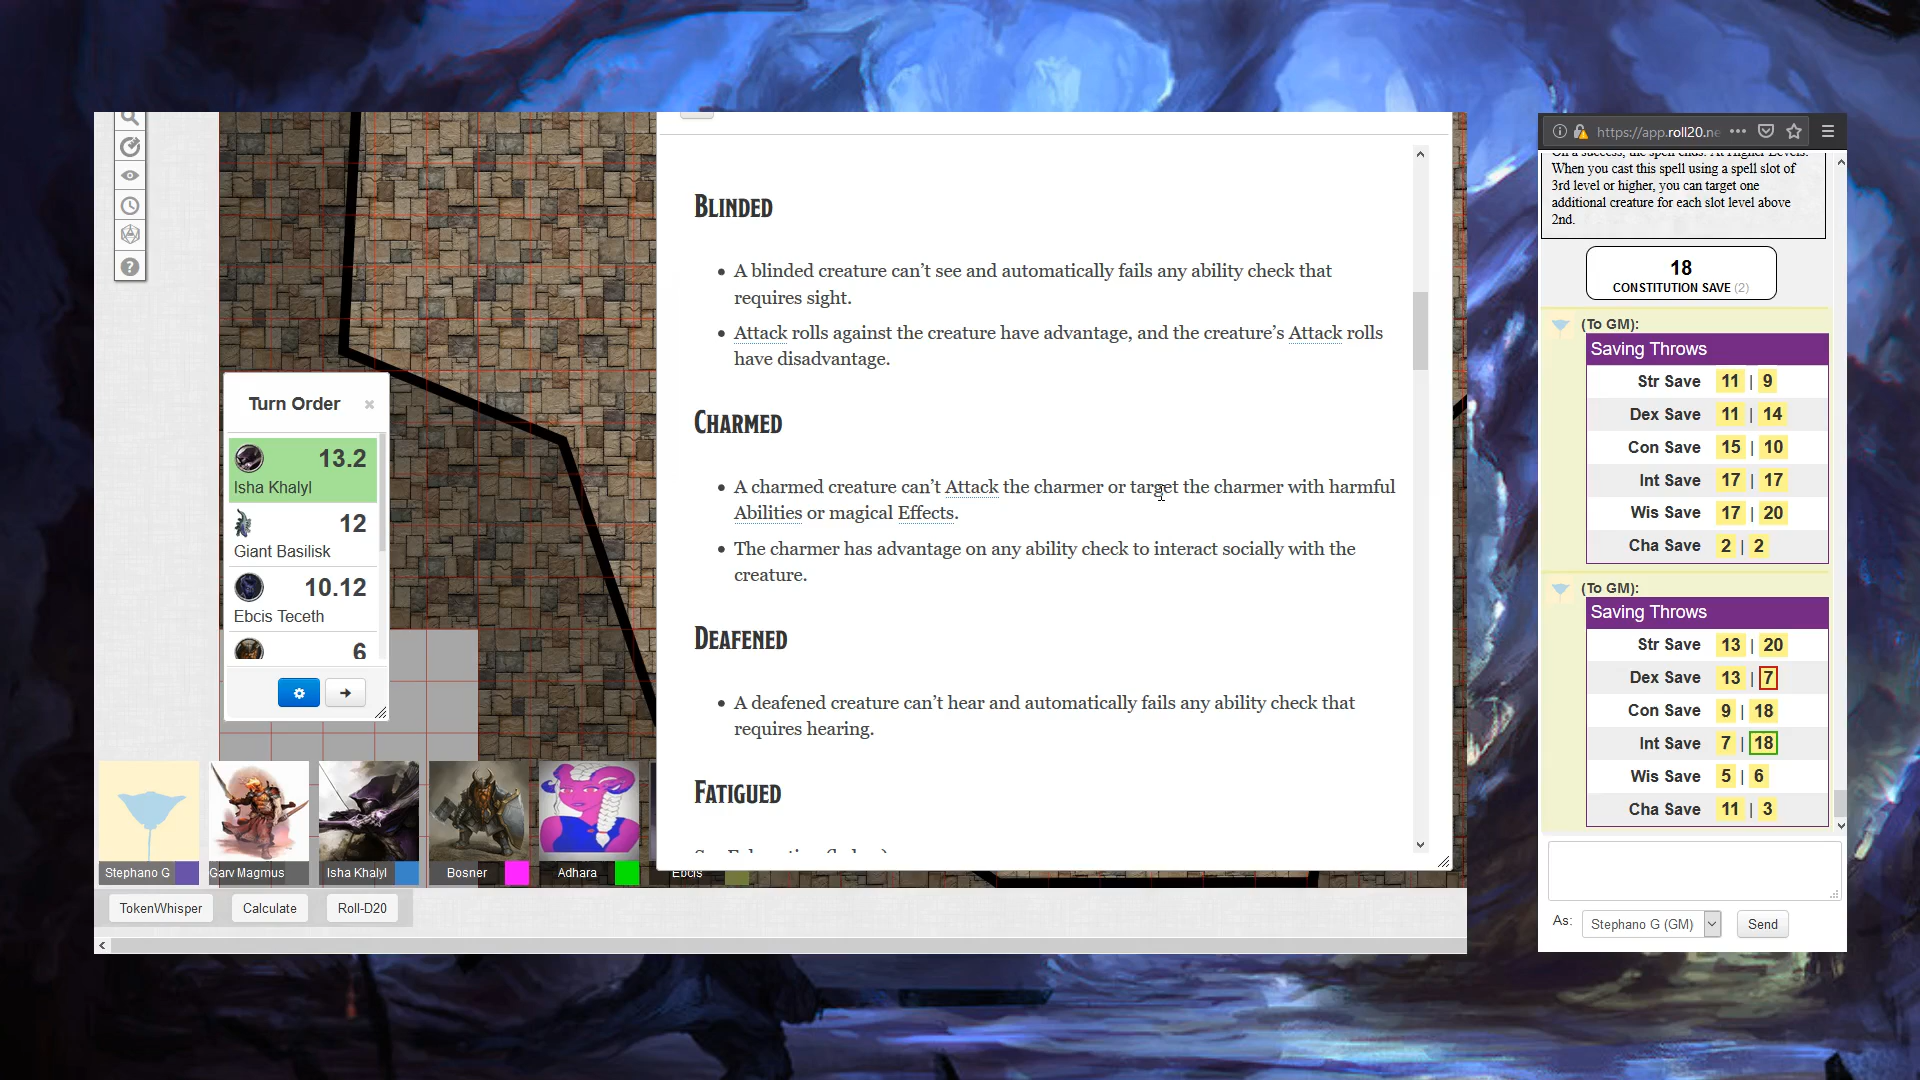 BLINDED
A blinded creature can't see and automatically fails any ability check that
requires sight.
Attack rolls against the creature have advantage, and the creature's Attack rolls
have disadvantage.
CHARMED
A charmed creature can't Attack the charmer or target the charmer with harmful
Abilities or magical Effects.
The charmer has advantage on any ability check to interact socially with the
creature.
DEAFENED
A deafened creature can't hear and automatically fails any ability check that
requires hearing.
FATIGUED
Turn Order ×
13.2
Isha Khalyl
12
Giant Basilisk
10.12
Ebcis Teceth
6
Stephano G
Garv Magmus
Isha Khalyl
Bosner
Adhara
Ebcis
TokenWhisper
Calculate
Roll-D20
https://app.roll20.ne
On a success, the spell ends. At Higher Levels:
When you cast this spell using a spell slot of
3rd level or higher, you can target one
additional creature for each slot level above
2nd.
18
CONSTITUTION SAVE (2)
(To GM):
Saving Throws
Str Save 11 | 9
Dex Save 11 | 14
Con Save 15 | 10
Int Save 17 | 17
Wis Save 17 | 20
Cha Save 2 | 2
(To GM):
Saving Throws
Str Save 13 | 20
Dex Save 13 | 7
Con Save 9 | 18
Int Save 7 | 18
Wis Save 5 | 6
Cha Save 11 | 3
As: Stephano G (GM) Send